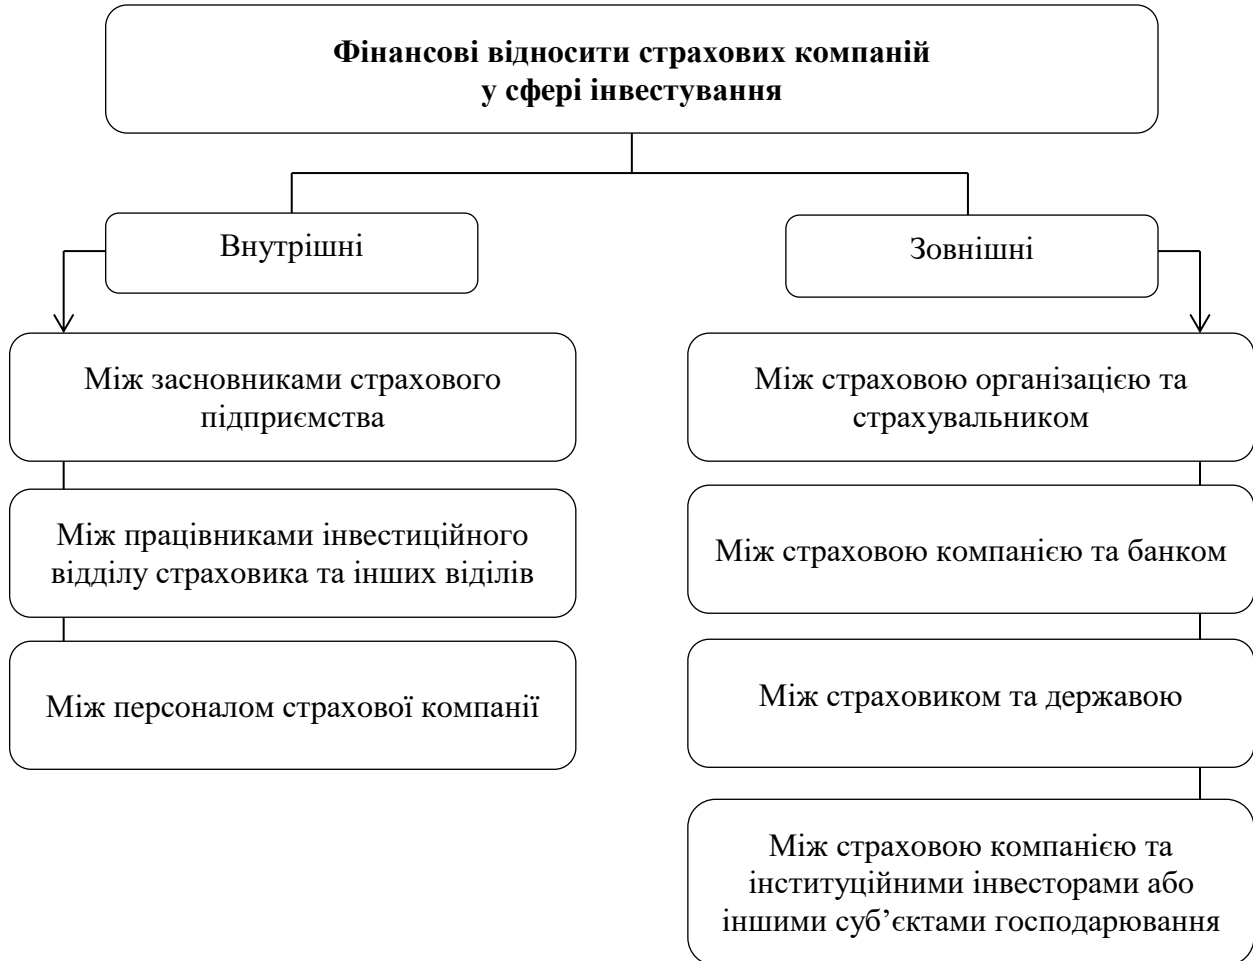 Фінансові відносити страхових компаній
у сфері інвестування
Внутрішні
Зовнішні
Між засновниками страхового
підприємства
Між працівниками інвестиційного
відділу страховика та інших віділів
Між персоналом страхової компанії
Між страховою організацією та
страхувальником
Між страховою компанією та банком
Між страховиком та державою
Між страховою компанією та
інституційними інвесторами або
іншими суб’єктами господарювання